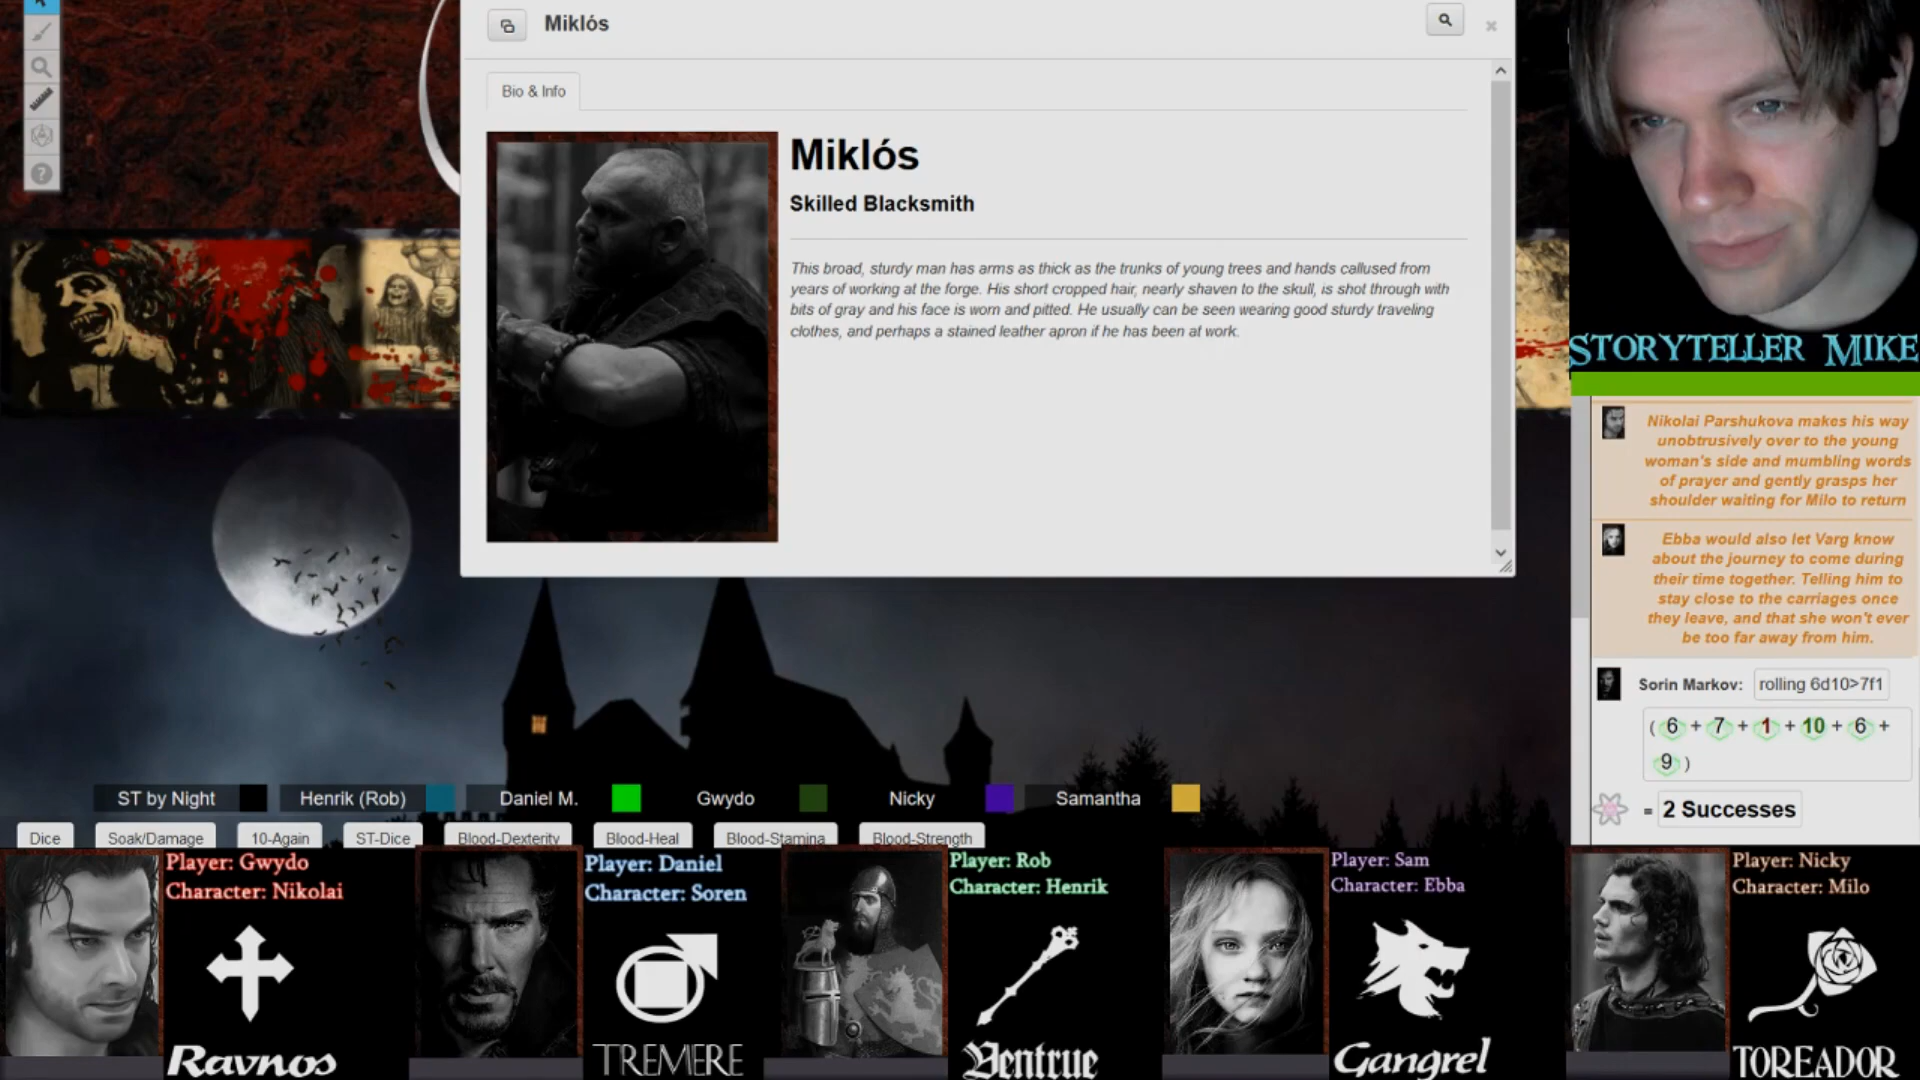 Miklós
Bio & Info
Miklós
Skilled Blacksmith
This broad, sturdy man has arms as thick as the trunks of young trees and hands callused from
years of working at the forge. His short cropped hair, nearly shaven to the skull, is shot through with
bits of gray and his face is worn and pitted. He usually can be seen wearing good sturdy traveling
clothes, and perhaps a stained leather apron if he has been at work.
STORYTELLER MIKE
Nikolai Parshukova makes his way
unobtrusively over to the young
woman's side and mumbling words
of prayer and gently grasps her
shoulder waiting for Milo to return
Ebba would also let Varg know
about the journey to come during
their time together. Telling him to
stay close to the carriages once
they leave, and that she won't ever
be too far away from him.
Sorin Markov: rolling 6d10>7f1
( 6 + 7 + 1 + 10 + 6 +
9 )
= 2 Successes
ST by Night
Henrik (Rob)
Daniel M.
Gwydo
Nicky
Samantha
Dice
Soak/Damage
10-Again
ST-Dice
Blood-Dexterity
Blood-Heal
Blood-Stamina
Blood-Strength
Player: Gwydo
Character: Nikolai
Ravnos
Player: Daniel
Character: Soren
TREMERE
Player: Rob
Character: Henrik
Ventrue
Player: Sam
Character: Ebba
Gangrel
Player: Nicky
Character: Milo
TOREADOR